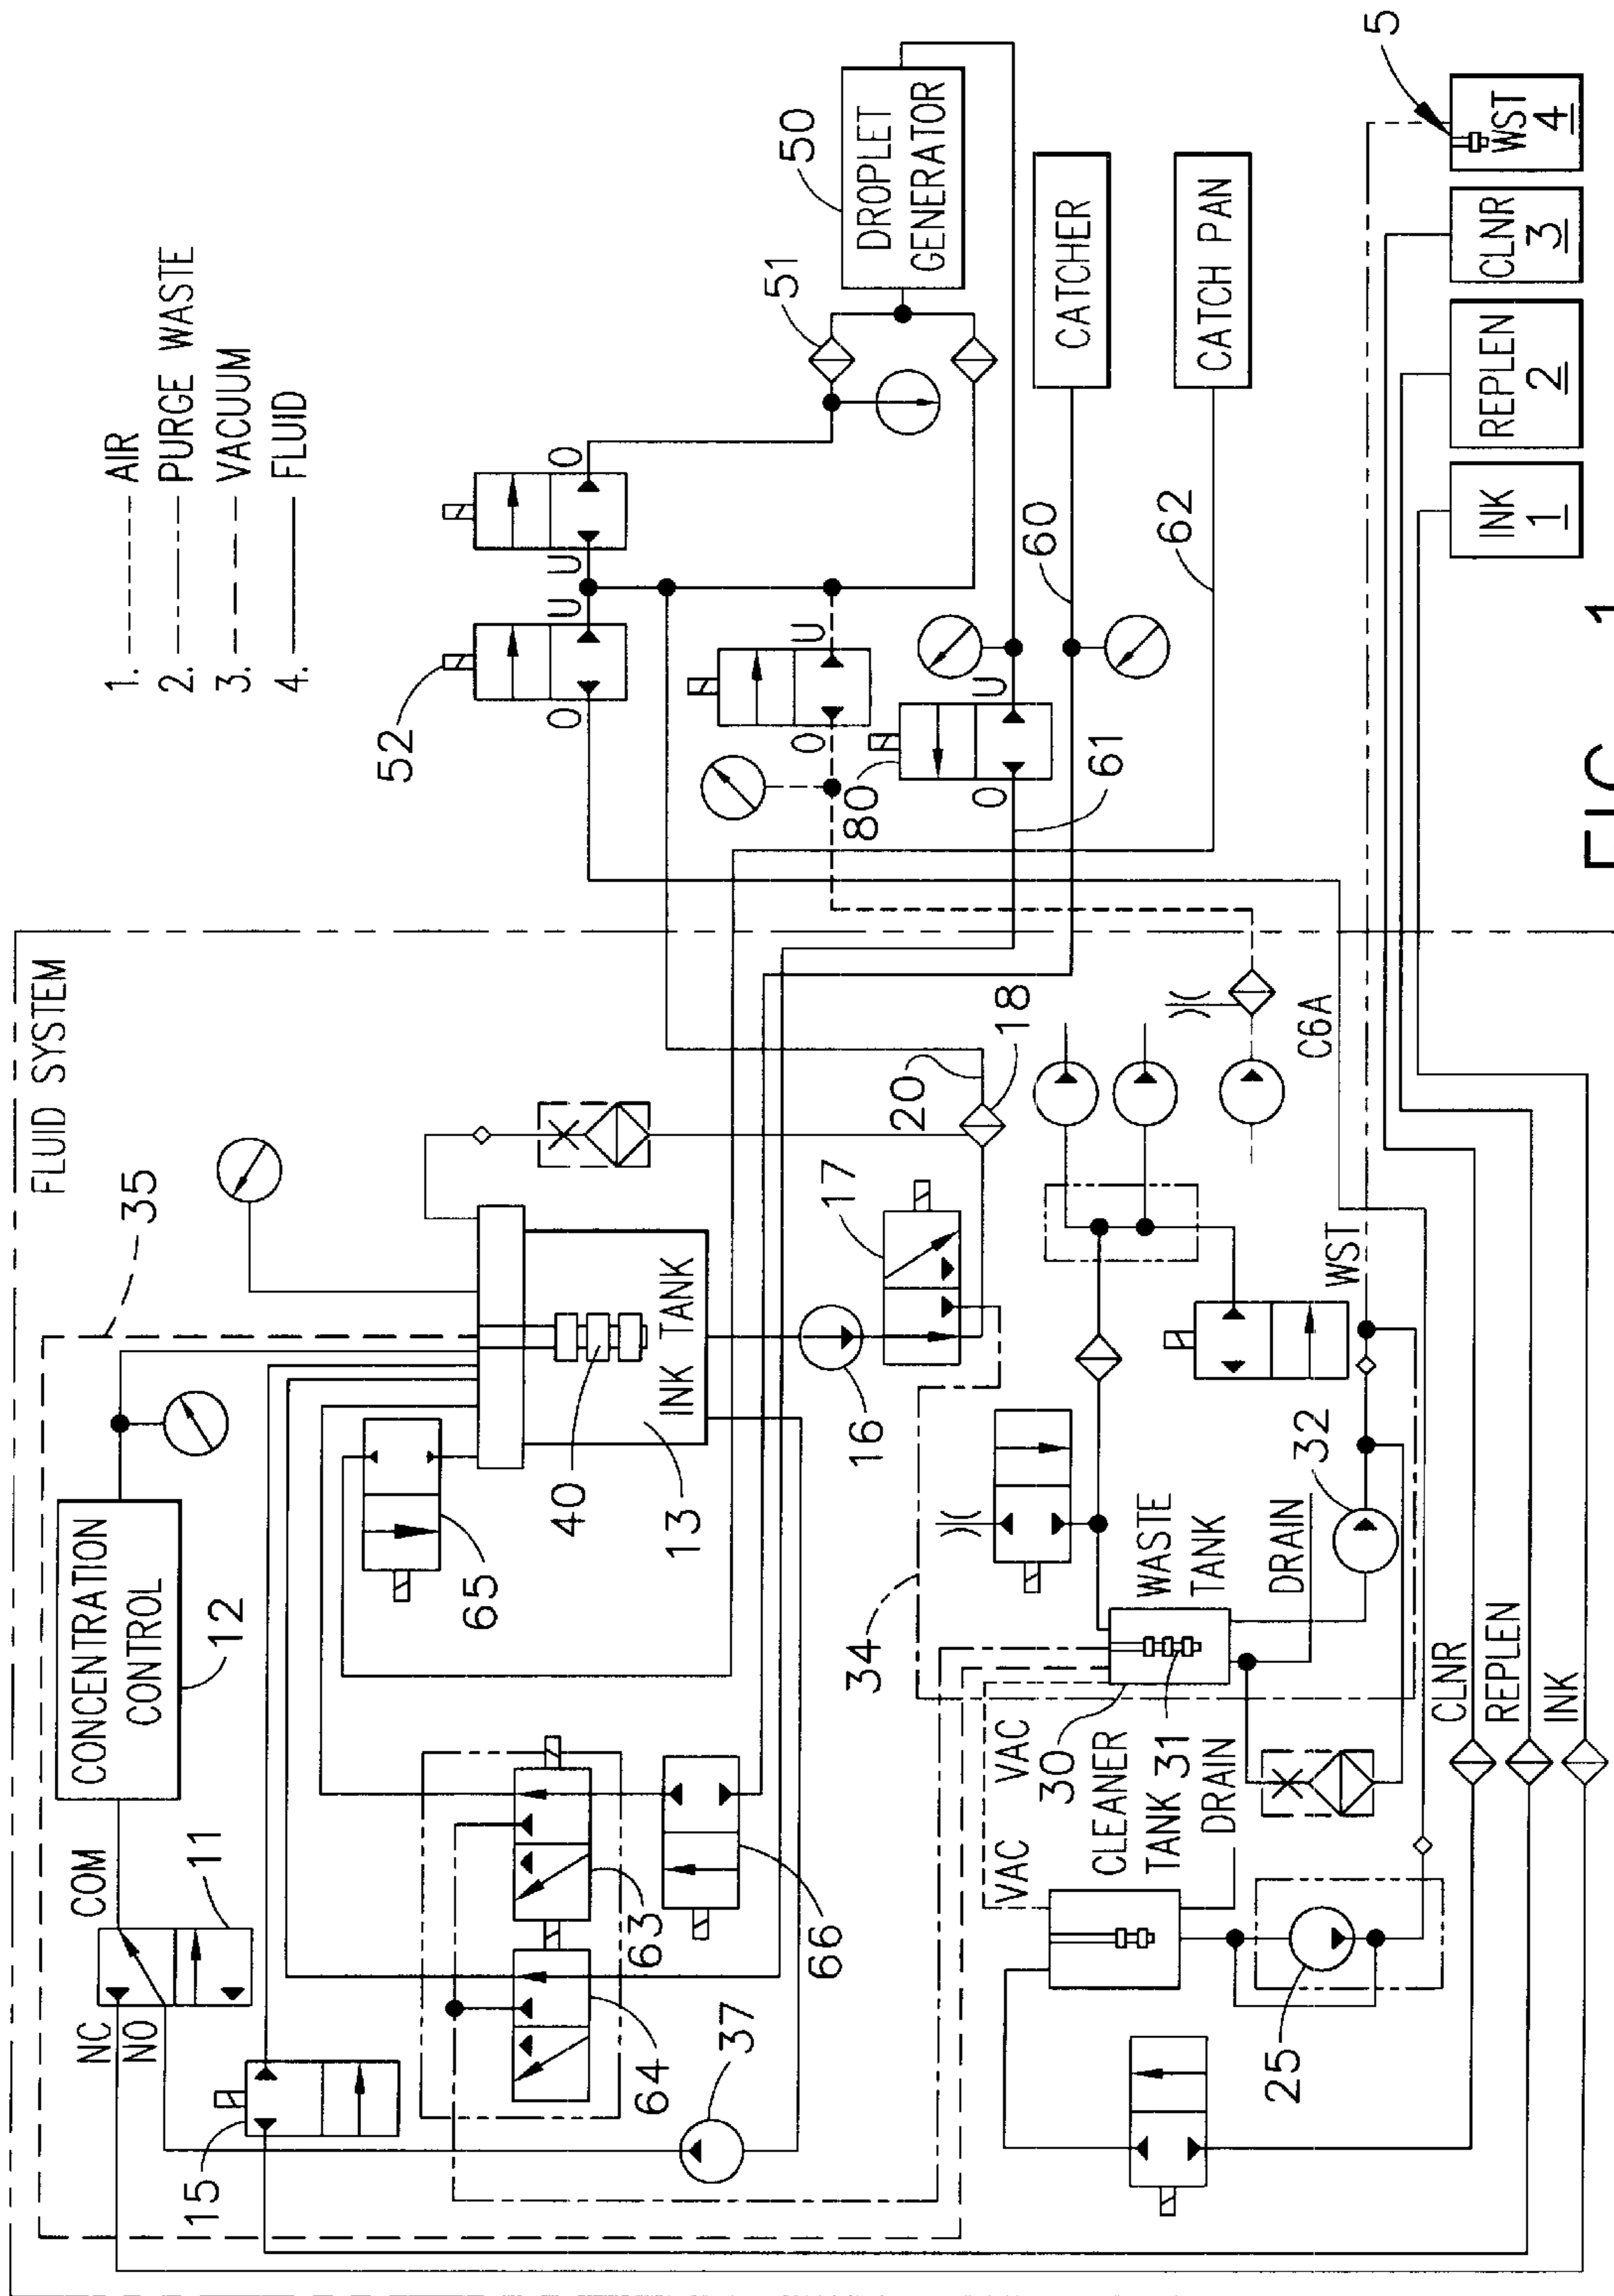 1. AIR
2. PURGE WASTE
3. VACUUM
4. FLUID
FLUID SYSTEM
35
CONCENTRATION
CONTROL
12
COM
11
NC
NO
15
65
40
13
INK TANK
63
64
66
37
16
17
18
20
34
52
O
U
U
O
51
50
DROPLET
GENERATOR
O
U
80
O
U
61
60
62
CATCHER
CATCH PAN
C6A
WASTE
TANK
DRAIN
32
WST
VAC
VAC
30
CLEANER
TANK
31
DRAIN
25
CLNR
REPLEN
INK
INK
1
REPLEN
2
CLNR
3
WST
4
5